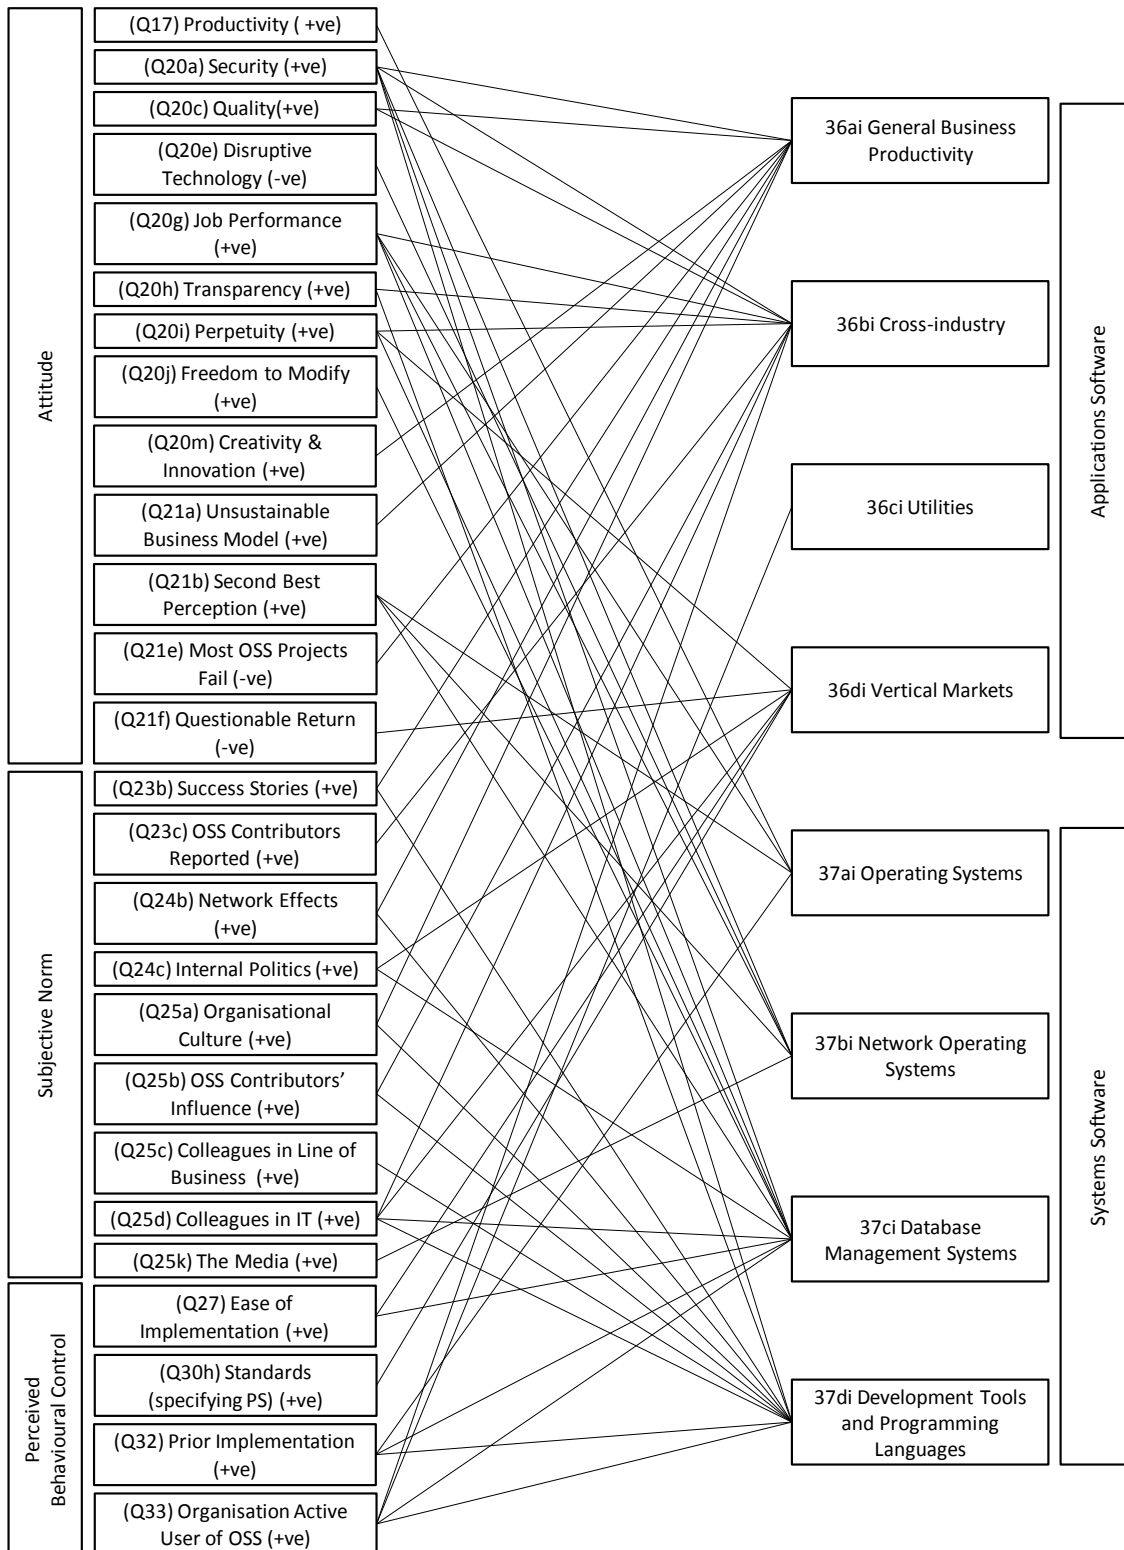 Attitude
(Q17) Productivity ( +ve)
(Q20a) Security (+ve)
(Q20c) Quality(+ve)
(Q20e) Disruptive
Technology (-ve)
(Q20g) Job Performance
(+ve)
(Q20h) Transparency (+ve)
(Q20i) Perpetuity (+ve)
(Q20j) Freedom to Modify
(+ve)
(Q20m) Creativity &
Innovation (+ve)
(Q21a) Unsustainable
Business Model (+ve)
(Q21b) Second Best
Perception (+ve)
(Q21e) Most OSS Projects
Fail (-ve)
(Q21f) Questionable Return
(-ve)
Subjective Norm
(Q23b) Success Stories (+ve)
(Q23c) OSS Contributors
Reported (+ve)
(Q24b) Network Effects
(+ve)
(Q24c) Internal Politics (+ve)
(Q25a) Organisational
Culture (+ve)
(Q25b) OSS Contributors’
Influence (+ve)
(Q25c) Colleagues in Line of
Business  (+ve)
(Q25d) Colleagues in IT (+ve)
(Q25k) The Media (+ve)
Perceived
Behavioural Control
(Q27) Ease of
Implementation (+ve)
(Q30h) Standards
(specifying PS) (+ve)
(Q32) Prior Implementation
(+ve)
(Q33) Organisation Active
User of OSS (+ve)
36ai General Business
Productivity
36bi Cross-industry
36ci Utilities
36di Vertical Markets
Applications Software
37ai Operating Systems
37bi Network Operating
Systems
37ci Database
Management Systems
37di Development Tools
and Programming
Languages
Systems Software